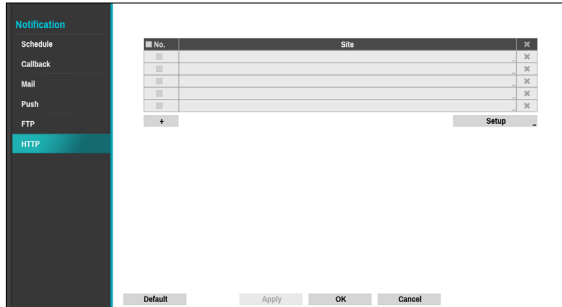 Notification
Schedule
Callback
Mail
Push
FTP
HTTP
No. Site
+ Setup
Default Apply OK Cancel